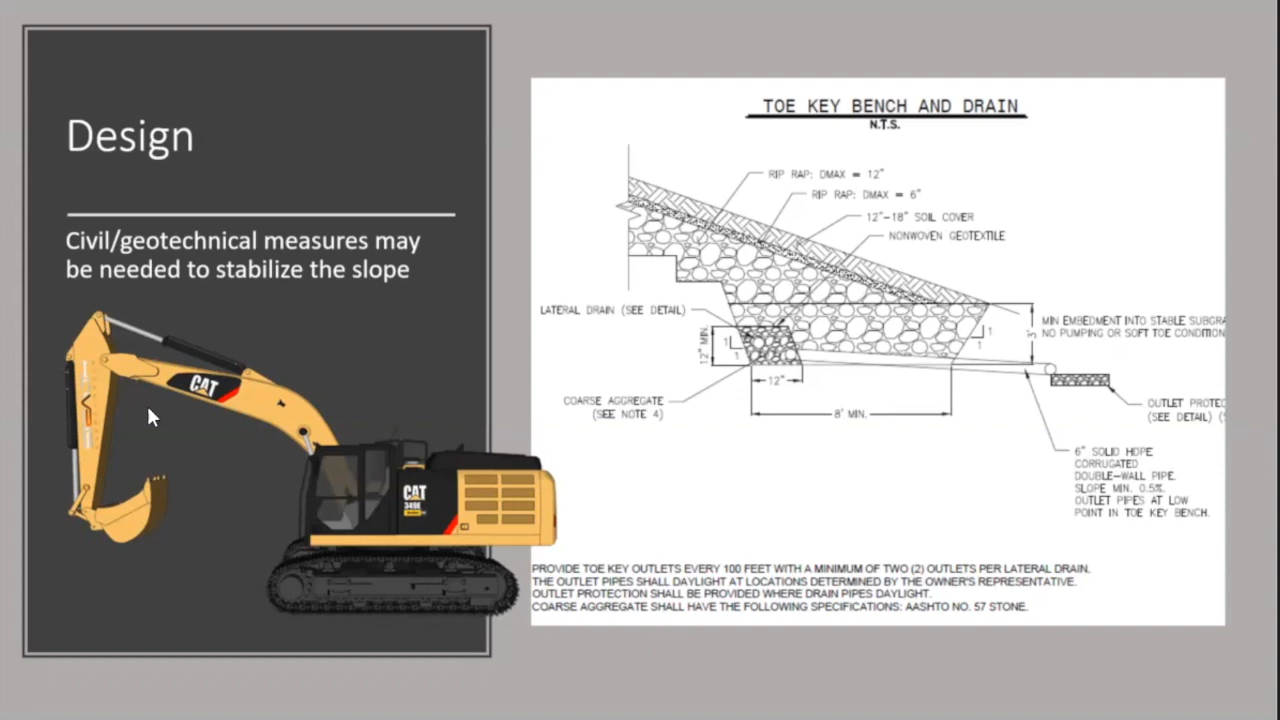 Design
Civil/geotechnical measures may
be needed to stabilize the slope
CAT
CAT
349E
TOE KEY BENCH AND DRAIN
N.T.S.
RIP RAP: DMAX = 12"
RIP RAP: DMAX = 6"
12"-18" SOIL COVER
NONWOVEN GEOTEXTILE
LATERAL DRAIN (SEE DETAIL)
12" MIN.
1
1
12"
8' MIN.
1
1
3'
MIN EMBEDMENT INTO STABLE SUBGRA
NO PUMPING OR SOFT TOE CONDITION
COARSE AGGREGATE
(SEE NOTE 4)
OUTLET PROTEC
(SEE DETAIL)
6" SOLID HDPE
CORRUGATED
DOUBLE-WALL PIPE.
SLOPE MIN. 0.5%.
OUTLET PIPES AT LOW
POINT IN TOE KEY BENCH.
PROVIDE TOE KEY OUTLETS EVERY 100 FEET WITH A MINIMUM OF TWO (2) OUTLETS PER LATERAL DRAIN.
THE OUTLET PIPES SHALL DAYLIGHT AT LOCATIONS DETERMINED BY THE OWNER'S REPRESENTATIVE.
OUTLET PROTECTION SHALL BE PROVIDED WHERE DRAIN PIPES DAYLIGHT.
COARSE AGGREGATE SHALL HAVE THE FOLLOWING SPECIFICATIONS: AASHTO NO. 57 STONE.